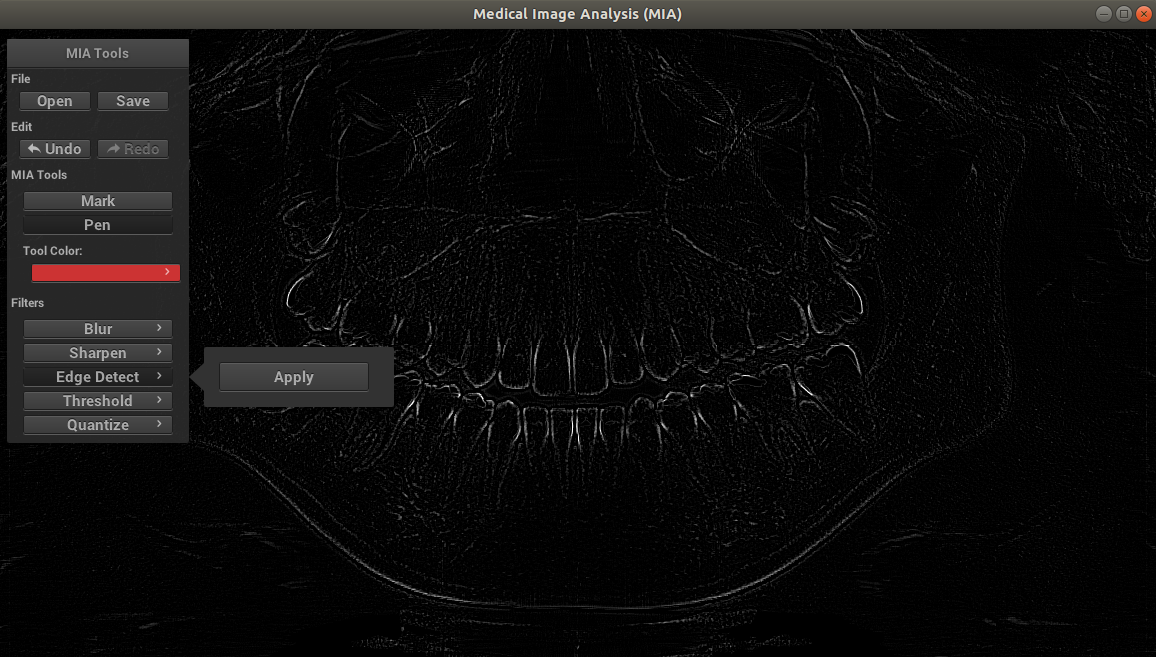 Medical Image Analysis (MIA)
MIA Tools
File
Open Save
Edit
Undo Redo
MIA Tools
Mark
Pen
Tool Color:
Filters
Blur
Sharpen
Edge Detect
Apply
Threshold
Quantize